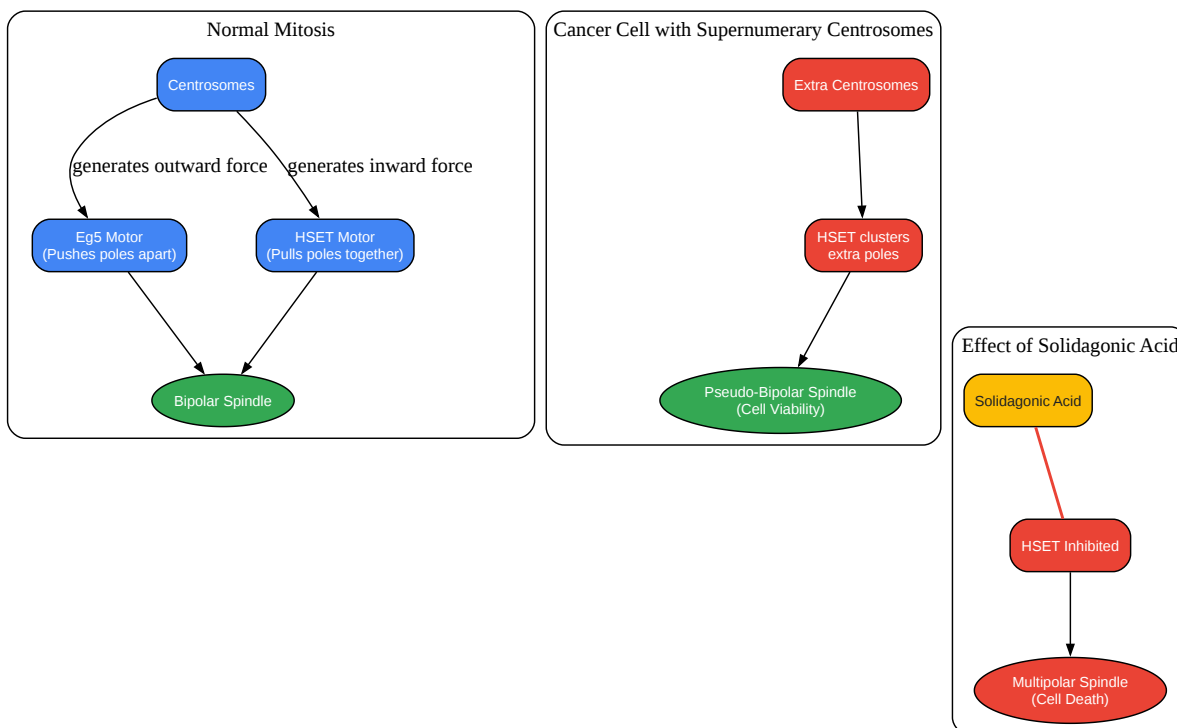 Normal Mitosis
Centrosomes
generates outward force
generates inward force
Eg5 Motor
(Pushes poles apart)
HSET Motor
(Pulls poles together)
Bipolar Spindle
Cancer Cell with Supernumerary Centrosomes
Extra Centrosomes
HSET clusters
extra poles
Pseudo-Bipolar Spindle
(Cell Viability)
Effect of Solidagonic Acid
Solidagonic Acid
HSET Inhibited
Multipolar Spindle
(Cell Death)